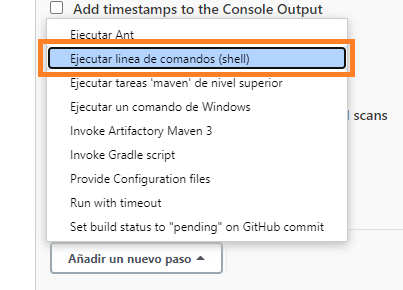 Add timestamps to the Console Output
Ejecutar Ant
Ejecutar linea de comandos (shell)
Ejecutar tareas 'maven' de nivel superior
Ejecutar un comando de Windows
scans
Invoke Artifactory Maven 3
Invoke Gradle script
Provide Configuration files
Run with timeout
Set build status to "pending" on GitHub commit
Añadir un nuevo paso